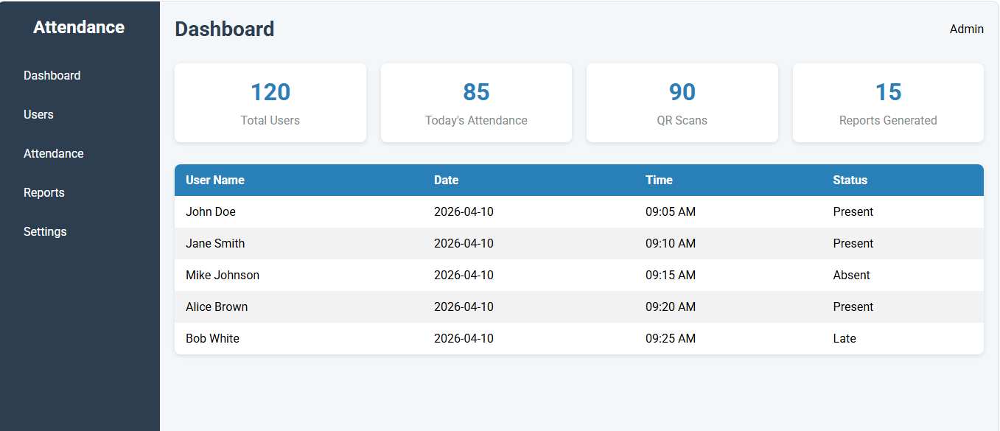 Attendance
Dashboard
Users
Attendance
Reports
Settings
Dashboard
Admin
120
Total Users
85
Today's Attendance
90
QR Scans
15
Reports Generated
User Name Date Time Status
John Doe 2026-04-10 09:05 AM Present
Jane Smith 2026-04-10 09:10 AM Present
Mike Johnson 2026-04-10 09:15 AM Absent
Alice Brown 2026-04-10 09:20 AM Present
Bob White 2026-04-10 09:25 AM Late